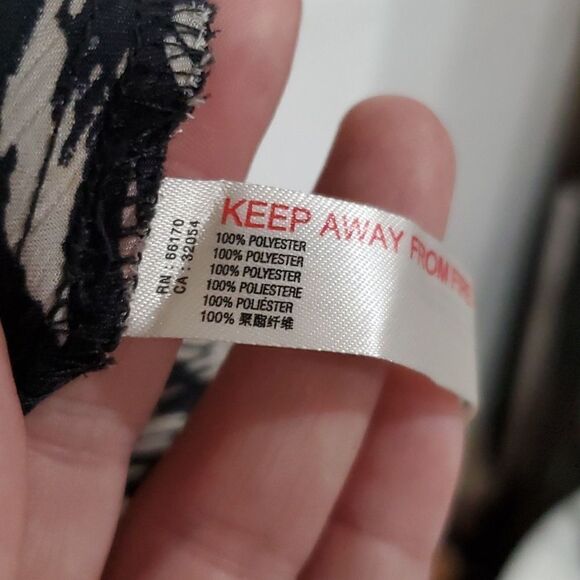 RN : 66170
CA : 32054
KEEP AWAY FROM FIRE
100% POLYESTER
100% POLYESTER
100% POLYESTER
100% POLIESTERE
100% POLIÉSTER
100% 聚酯纤维